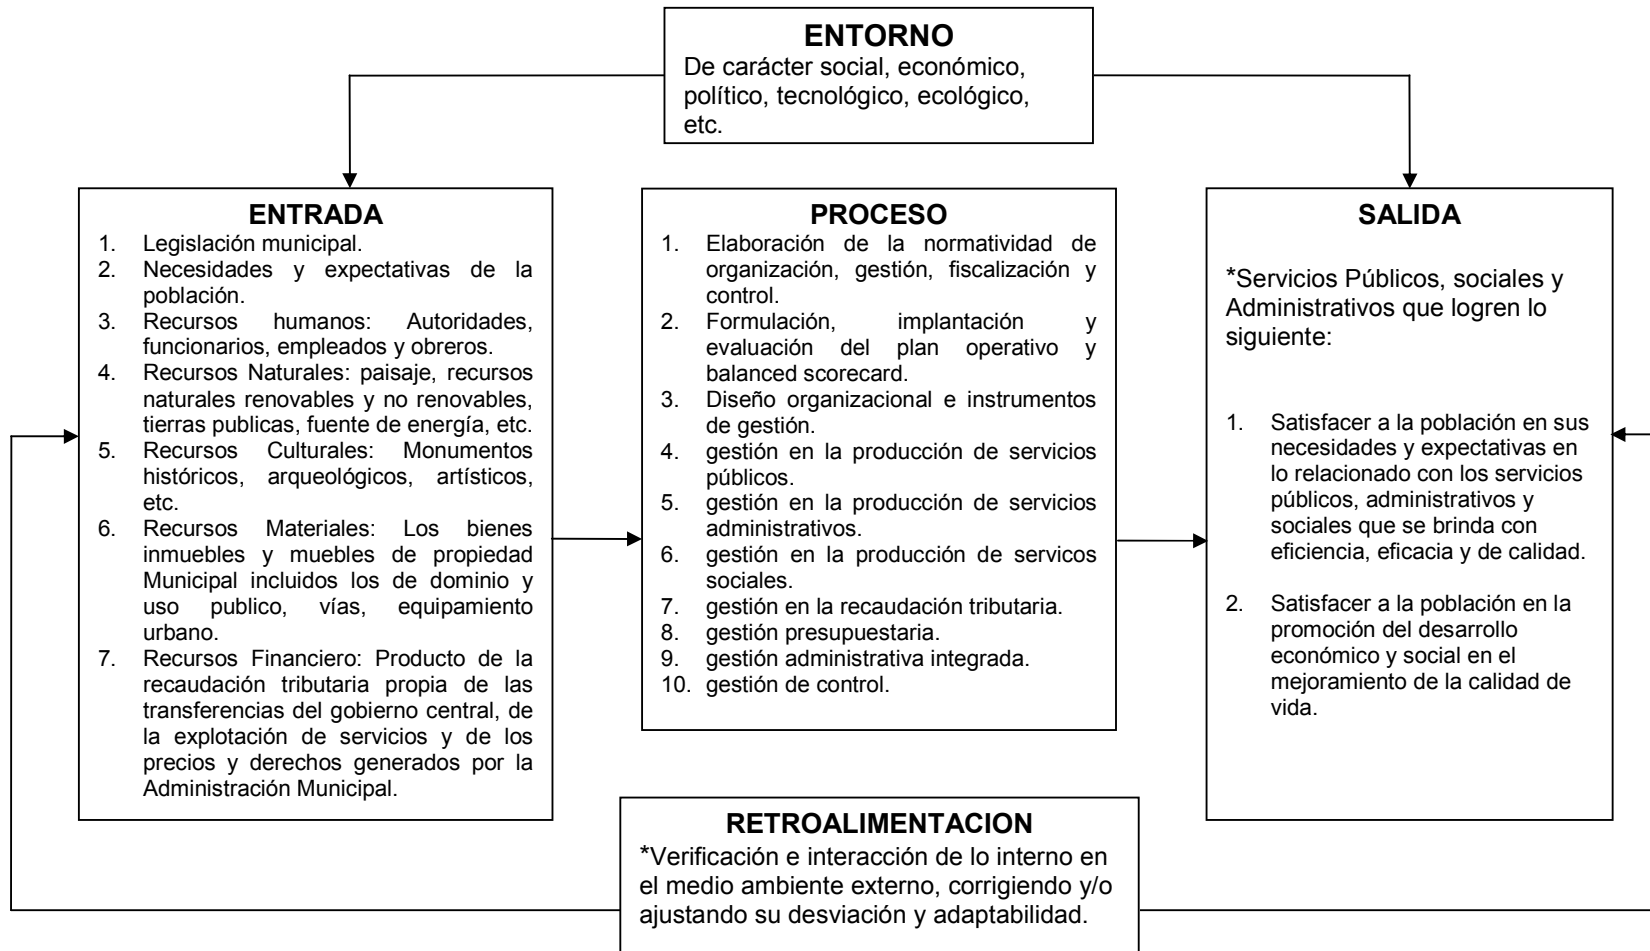 ENTORNO
De carácter social, económico,
político, tecnológico, ecológico,
etc.
ENTRADA
1. Legislación municipal.
2. Necesidades y expectativas de la
población.
3. Recursos humanos: Autoridades,
funcionarios, empleados y obreros.
4. Recursos Naturales: paisaje, recursos
naturales renovables y no renovables,
tierras publicas, fuente de energía, etc.
5. Recursos Culturales: Monumentos
históricos, arqueológicos, artísticos,
etc.
6. Recursos Materiales: Los bienes
inmuebles y muebles de propiedad
Municipal incluidos los de dominio y
uso publico, vías, equipamiento
urbano.
7. Recursos Financiero: Producto de la
recaudación tributaria propia de las
transferencias del gobierno central, de
la explotación de servicios y de los
precios y derechos generados por la
Administración Municipal.
PROCESO
1. Elaboración de la normatividad de
organización, gestión, fiscalización y
control.
2. Formulación, implantación y
evaluación del plan operativo y
balanced scorecard.
3. Diseño organizacional e instrumentos
de gestión.
4. gestión en la producción de servicios
públicos.
5. gestión en la producción de servicios
administrativos.
6. gestión en la producción de servicos
sociales.
7. gestión en la recaudación tributaria.
8. gestión presupuestaria.
9. gestión administrativa integrada.
10. gestión de control.
SALIDA
*Servicios Públicos, sociales y
Administrativos que logren lo
siguiente:
1. Satisfacer a la población en sus
necesidades y expectativas en
lo relacionado con los servicios
públicos, administrativos y
sociales que se brinda con
eficiencia, eficacia y de calidad.
2. Satisfacer a la población en la
promoción del desarrollo
económico y social en el
mejoramiento de la calidad de
vida.
RETROALIMENTACION
*Verificación e interacción de lo interno en
el medio ambiente externo, corrigiendo y/o
ajustando su desviación y adaptabilidad.